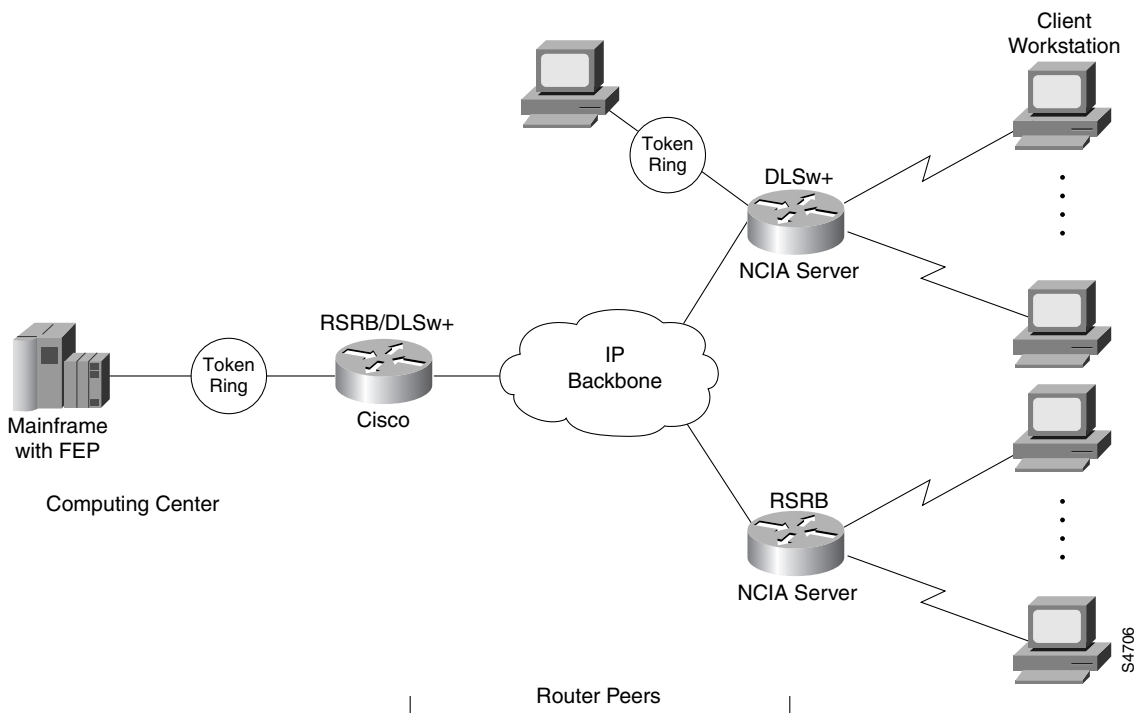 Client
Workstation
Token
Ring
DLSw+
NCIA Server
RSRB/DLSw+
Token
Ring
IP
Backbone
Cisco
Mainframe
with FEP
Computing Center
RSRB
NCIA Server
S4706
Router Peers